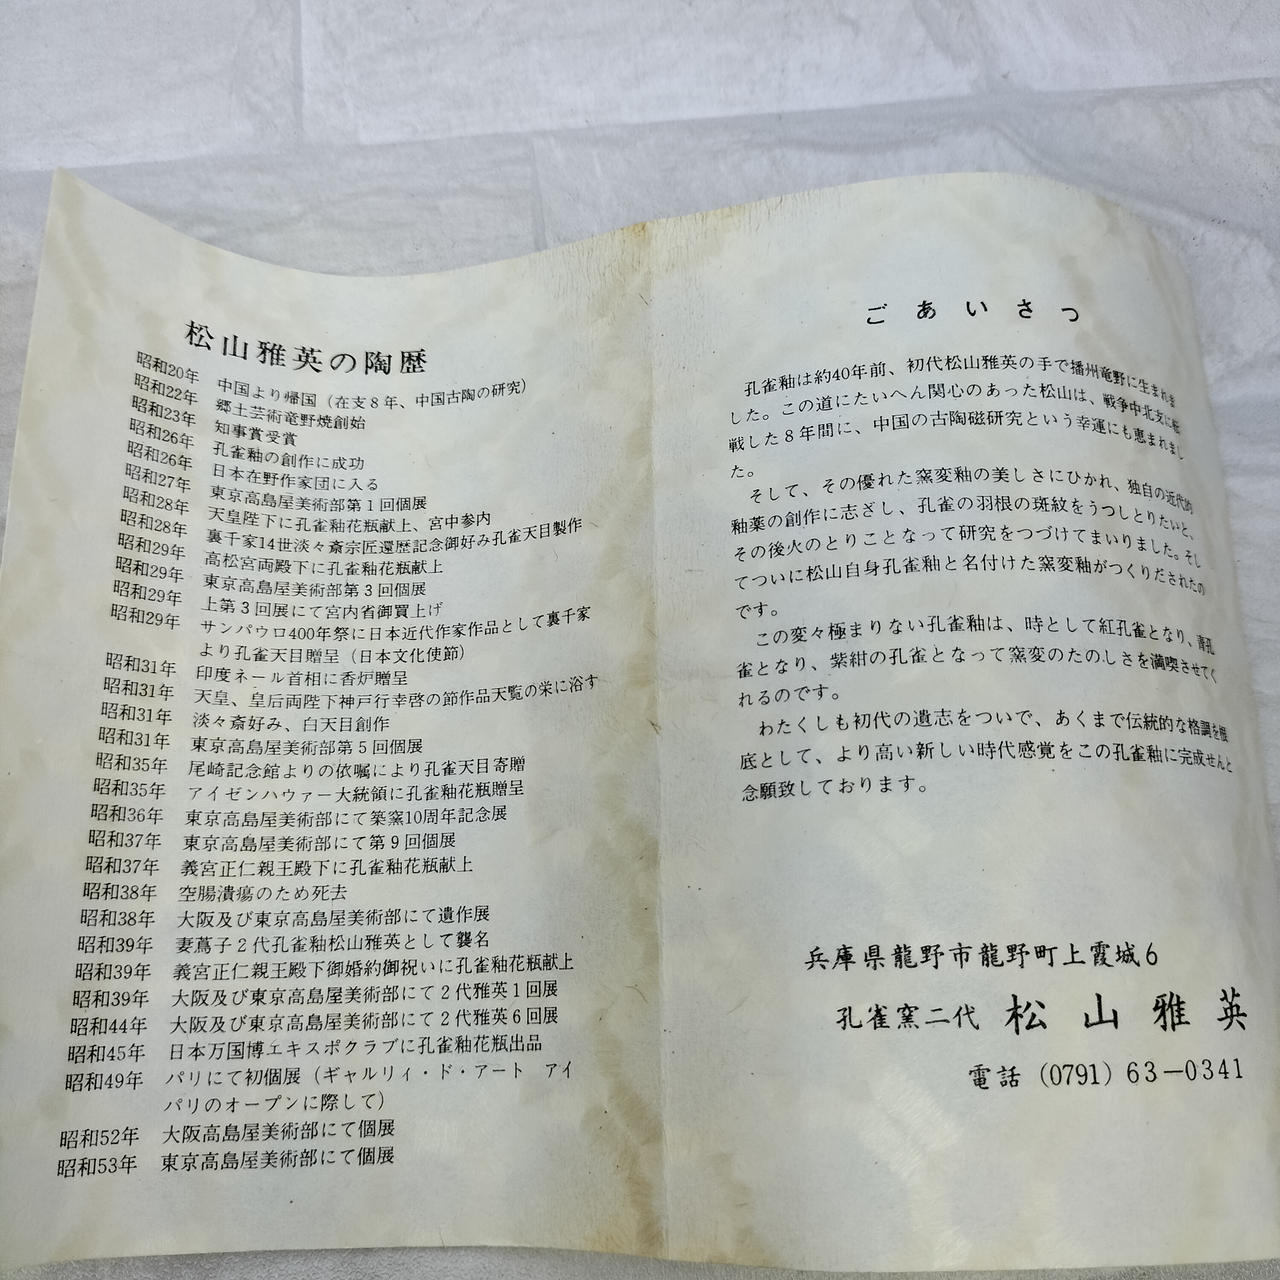 松山雅英の陶歴
昭和20年 中国より帰国(在支8年、中国古陶の研究)
昭和22年 郷土芸術竜野焼創始
昭和23年 知事賞受賞
昭和26年 孔雀釉の創作に成功
昭和26年 日本在野作家団に入る
昭和27年 東京高島屋美術部第1回個展
昭和28年 天皇陛下に孔雀釉花瓶献上、宮中参内
昭和28年 裏千家14世淡々斎宗匠還歴記念御好み孔雀天目製作
昭和29年 高松宮両殿下に孔雀釉花瓶献上
昭和29年 東京高島屋美術部第3回個展
昭和29年 上第3回展にて宮内省御買上げ
昭和29年 サンパウロ400年祭に日本近代作家作品として裏千家
より孔雀天目贈呈(日本文化使節)
昭和31年 印度ネール首相に香炉贈呈
昭和31年 天皇、皇后両陛下神戸行幸啓の節作品天覧の栄に浴す
昭和31年 淡々斎好み、白天目創作
昭和31年 東京高島屋美術部第5回個展
昭和35年 尾崎記念館よりの依嘱により孔雀天目寄贈
昭和35年 アイゼンハウァー大統領に孔雀釉花瓶贈呈
昭和36年 東京高島屋美術部にて築窯10周年記念展
昭和37年 東京高島屋美術部にて第9回個展
昭和37年 義宮正仁親王殿下に孔雀釉花瓶献上
昭和38年 空腸潰瘍のため死去
昭和38年 大阪及び東京高島屋美術部にて遺作展
昭和39年 妻蔦子2代孔雀釉松山雅英として襲名
昭和39年 義宮正仁親王殿下御婚約御祝いに孔雀釉花瓶献上
昭和39年 大阪及び東京高島屋美術部にて2代雅英1回展
昭和44年 大阪及び東京高島屋美術部にて2代雅英6回展
昭和45年 日本万国博エキスポクラブに孔雀釉花瓶出品
昭和49年 パリにて初個展(ギャルリィ・ド・アート アイ
パリのオープンに際して)
昭和52年 大阪高島屋美術部にて個展
昭和53年 東京高島屋美術部にて個展
ごあいさつ
孔雀釉は約40年前、初代松山雅英の手で播州竜野に生まれま
した。この道にたいへん関心のあった松山は、戦争中北支に転
戦した8年間に、中国の古陶磁研究という幸運にも恵まれまし
た。
そして、その優れた窯変釉の美しさにひかれ、独自の近代的
釉薬の創作に志ざし、孔雀の羽根の斑紋をうつしとりたいと、
その後火のとりことなって研究をつづけてまいりました。そし
てついに松山自身孔雀釉と名付けた窯変釉がつくりだされたの
です。
この変々極まりない孔雀釉は、時として紅孔雀となり、青孔
雀となり、紫紺の孔雀となって窯変のたのしさを満喫させてく
れるのです。
わたくしも初代の遺志をついで、あくまで伝統的な格調を根
底として、より高い新しい時代感覚をこの孔雀釉に完成せんと
念願致しております。
兵庫県龍野市龍野町上霞城6
孔雀窯二代 松山雅英
電話 (0791) 63-0341